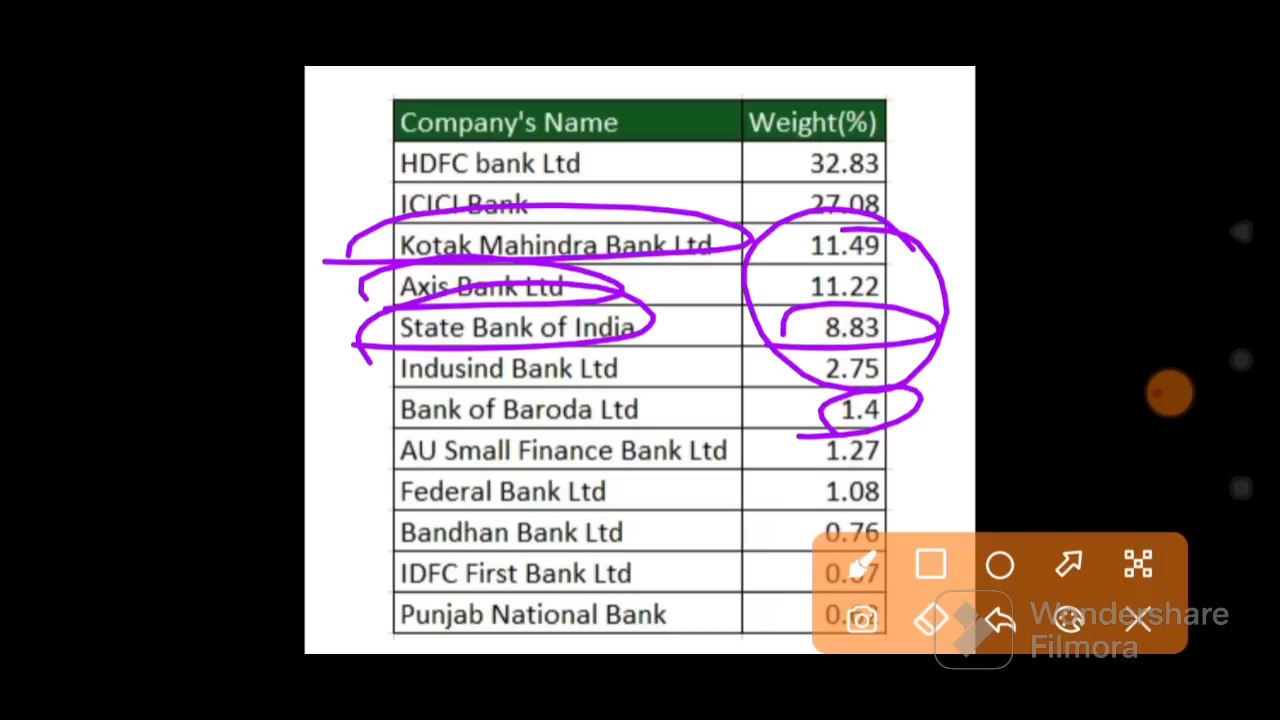 Company's Name Weight(%)
HDFC bank Ltd 32.83
ICICI Bank 27.08
Kotak Mahindra Bank Ltd 11.49
Axis Bank Ltd 11.22
State Bank of India 8.83
Indusind Bank Ltd 2.75
Bank of Baroda Ltd 1.4
AU Small Finance Bank Ltd 1.27
Federal Bank Ltd 1.08
Bandhan Bank Ltd 0.76
IDFC First Bank Ltd
Punjab National Bank
Wondershare
Filmora